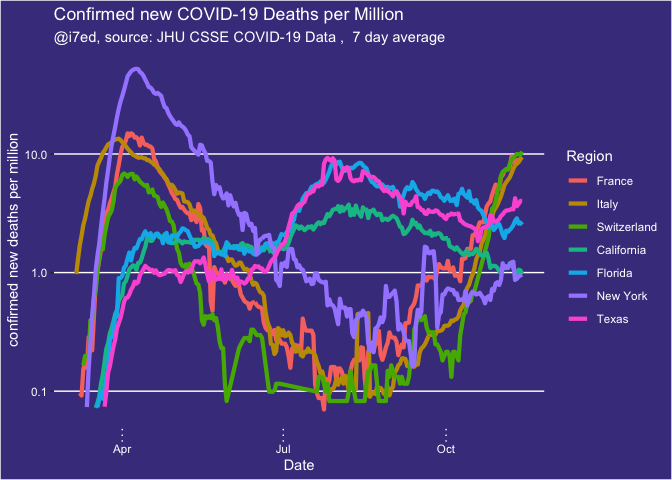 Confirmed new COVID-19 Deaths per Million
@i7ed, source: JHU CSSE COVID-19 Data ,  7 day average
confirmed new deaths per million
10.0
1.0
0.1
Apr
Jul
Oct
Date
Region
France
Italy
Switzerland
California
Florida
New York
Texas